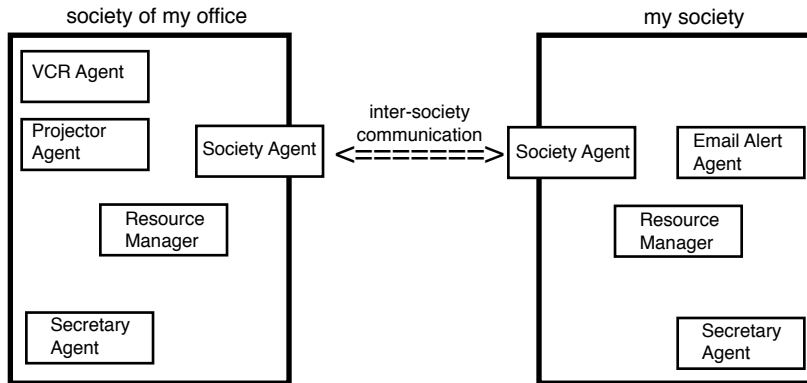 society of my office
VCR Agent
Projector
Agent
Society Agent
Resource
Manager
Secretary
Agent
inter-society
communication
<======>
my society
Society Agent
Email Alert
Agent
Resource
Manager
Secretary
Agent